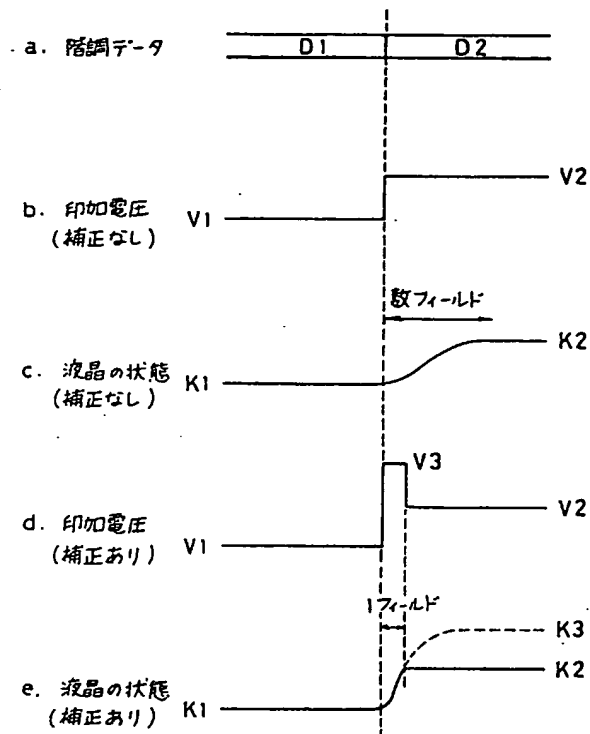 a. 階調データ D1 D2
b. 印加電圧 V1 V2
(補正なし)
数フィールド
c. 液晶の状態 K1 K2
(補正なし)
V3
d. 印加電圧 V1 V2
(補正あり)
1フィールド
K3
K2
e. 液晶の状態 K1
(補正あり)